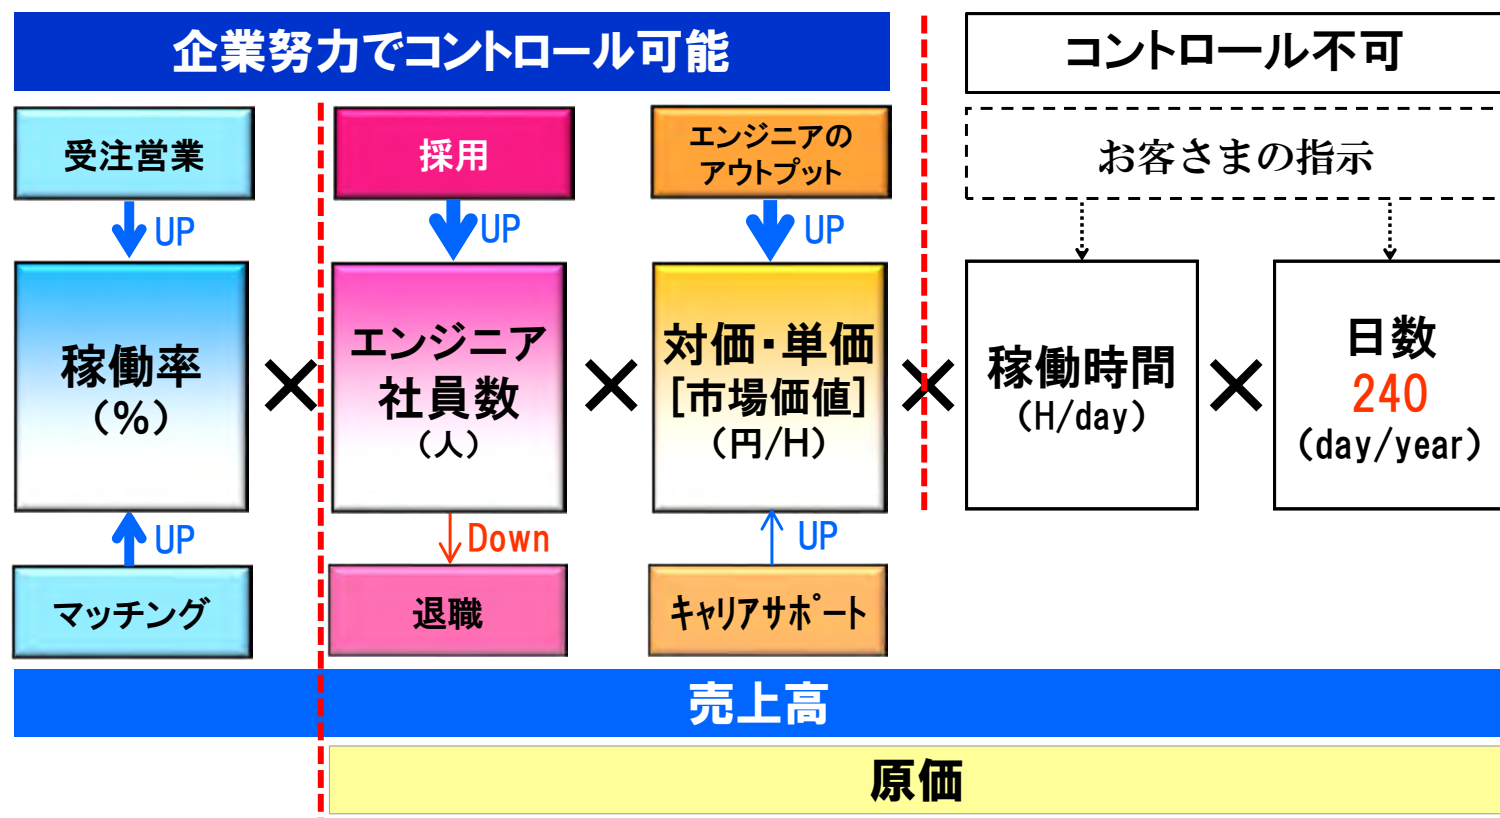 企業努力でコントロール可能
コントロール不可
受注営業
採用
エンジニアの
アウトプット
お客さまの指示
UP
UP
UP
稼働率
（%）
×
エンジニア
社員数
（人）
×
対価・単価
[市場価値]
（円/H）
×
稼働時間
（H/day）
×
日数
240
（day/year）
UP
Down
UP
マッチング
退職
キャリアサポート
売上高
原価